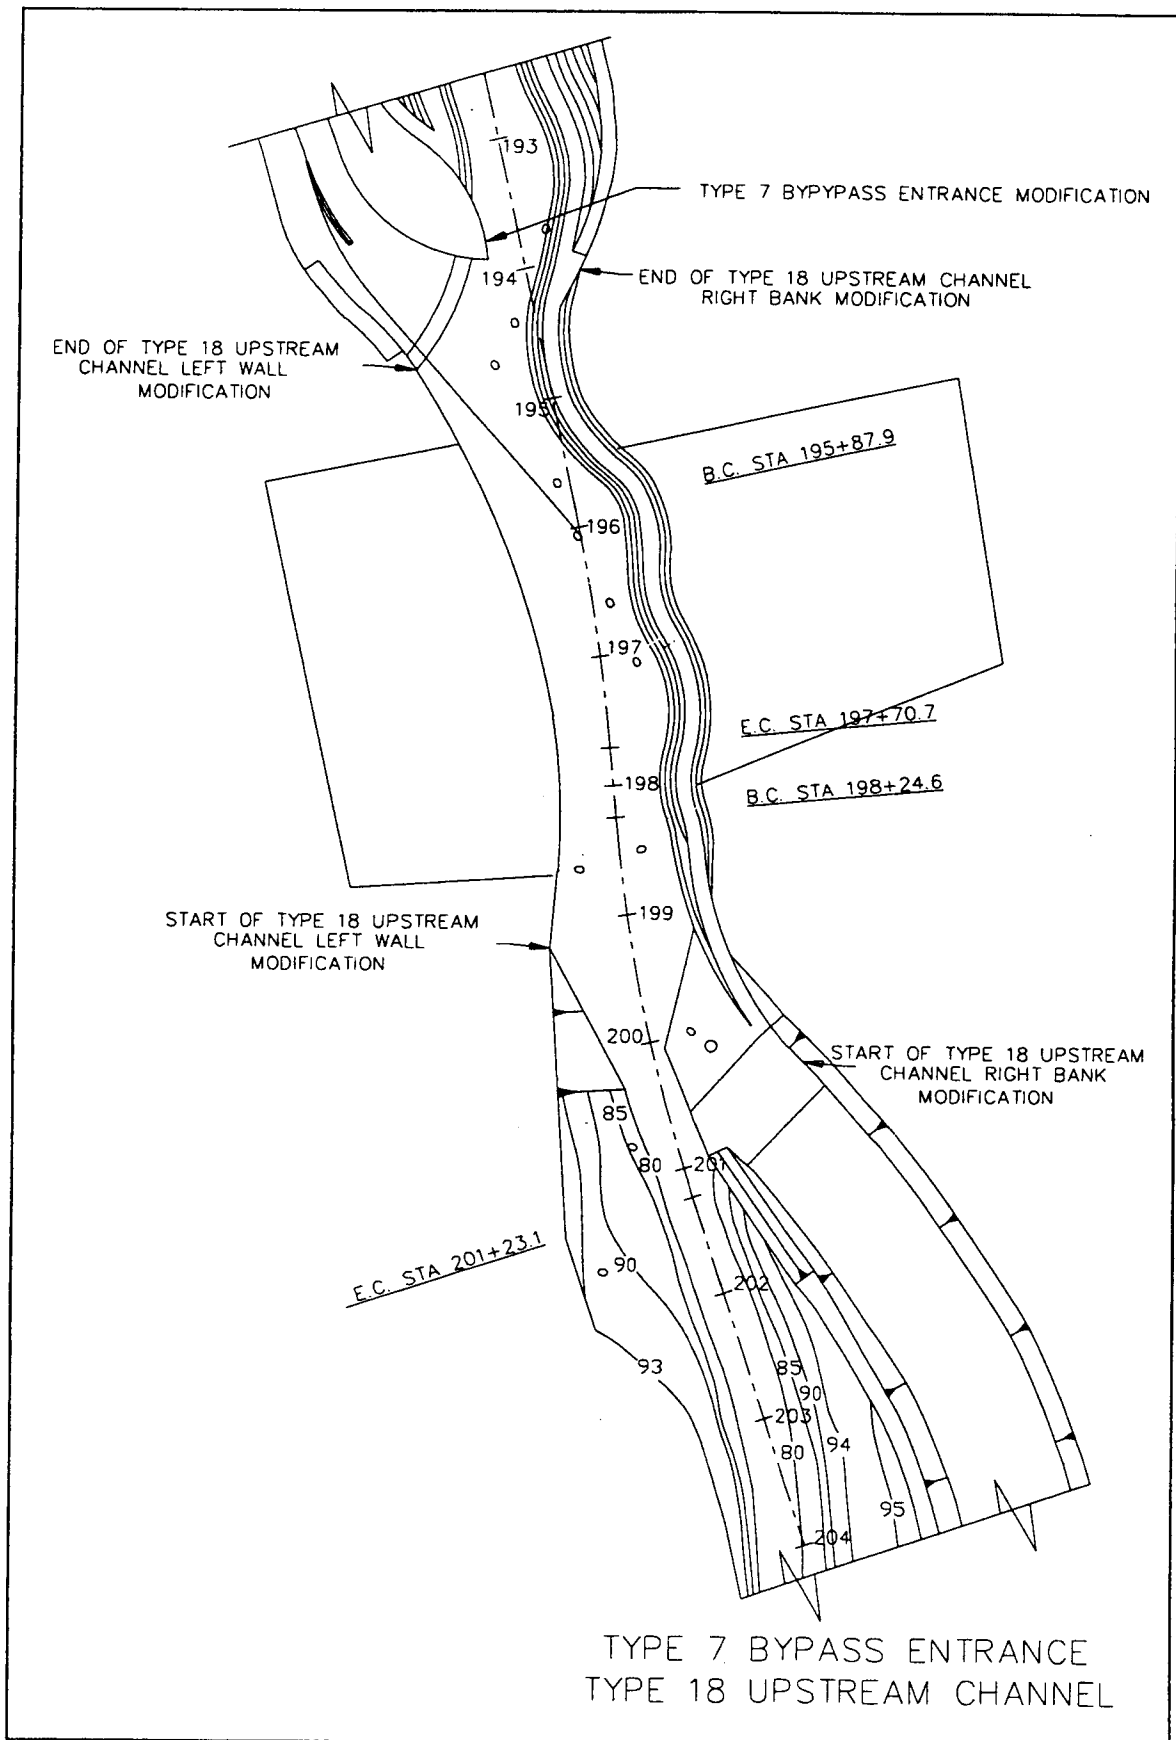 193
TYPE 7 BYPYPASS ENTRANCE MODIFICATION
194
END OF TYPE 18 UPSTREAM CHANNEL
RIGHT BANK MODIFICATION
END OF TYPE 18 UPSTREAM
CHANNEL LEFT WALL
MODIFICATION
195
B.C. STA 195+87.9
196
197
E.C. STA 197+70.7
198
B.C. STA 198+24.6
199
START OF TYPE 18 UPSTREAM
CHANNEL LEFT WALL
MODIFICATION
200
START OF TYPE 18 UPSTREAM
CHANNEL RIGHT BANK
MODIFICATION
85
80
201
E.C. STA 201+23.1
90
202
93
85
90
203
80
94
95
204
TYPE 7 BYPASS ENTRANCE
TYPE 18 UPSTREAM CHANNEL